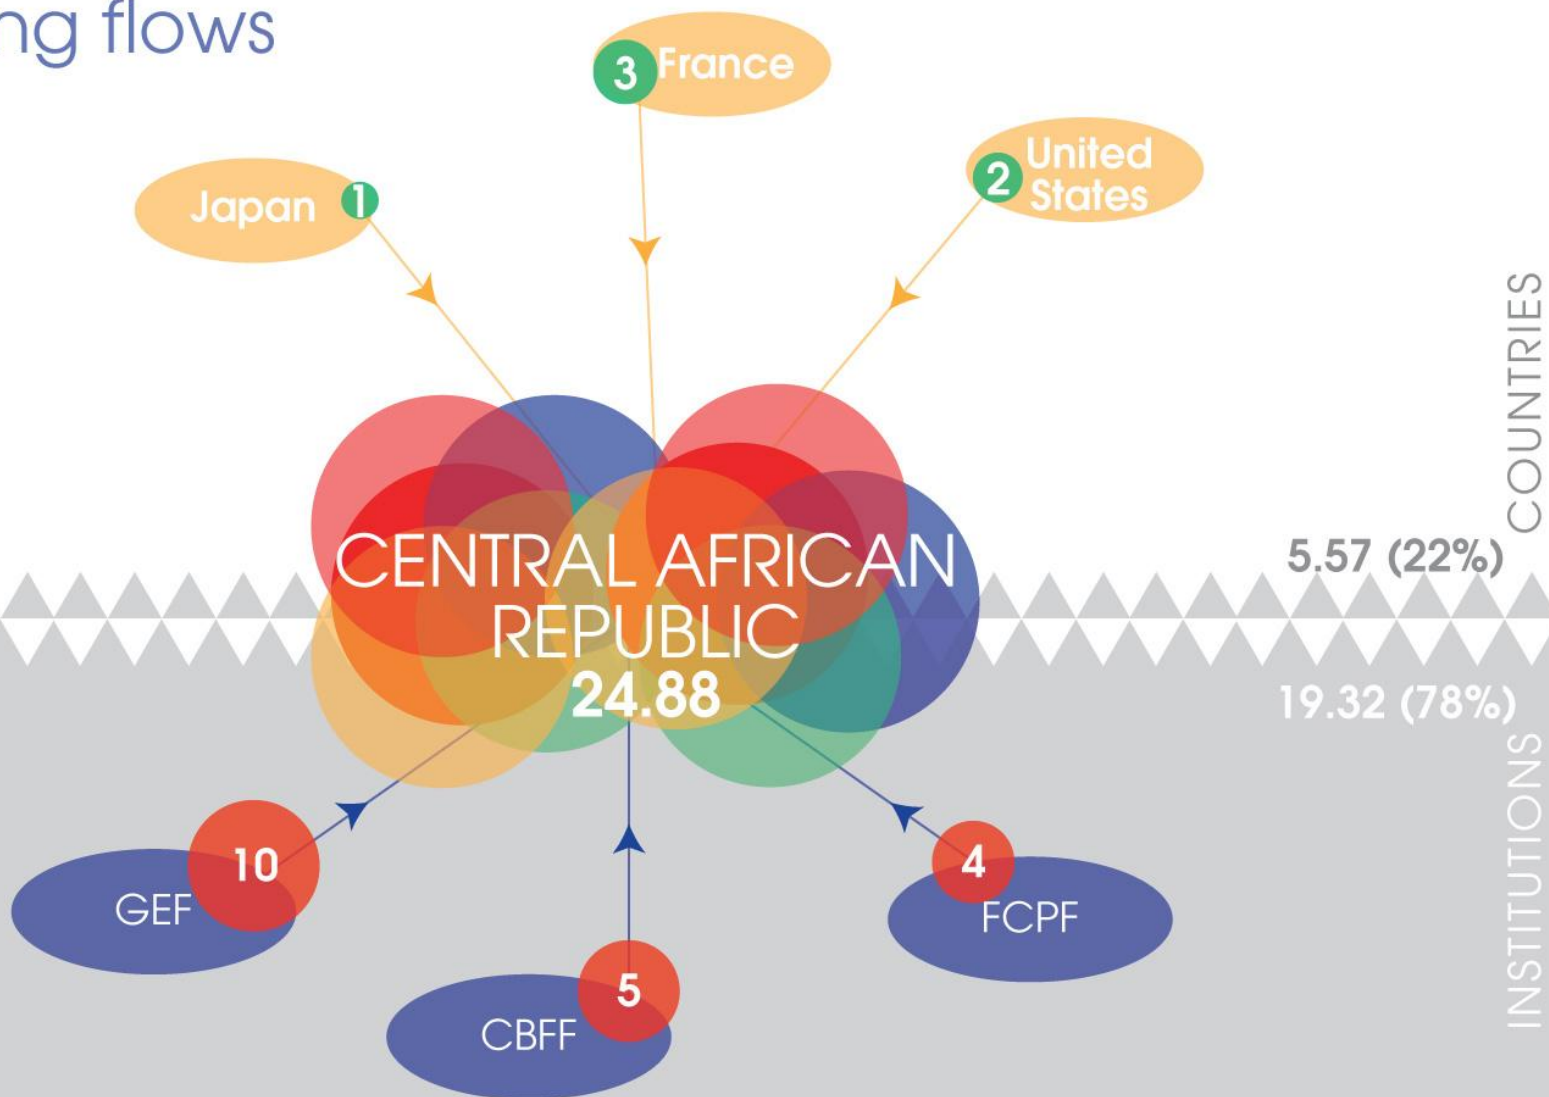 ng flows
3 France
United
2 States
Japan 1
COUNTRIES
5.57 (22%)
CENTRAL AFRICAN
REPUBLIC
24.88
19.32 (78%)
INSTITUTIONS
10
GEF
4
FCPF
5
CBFF